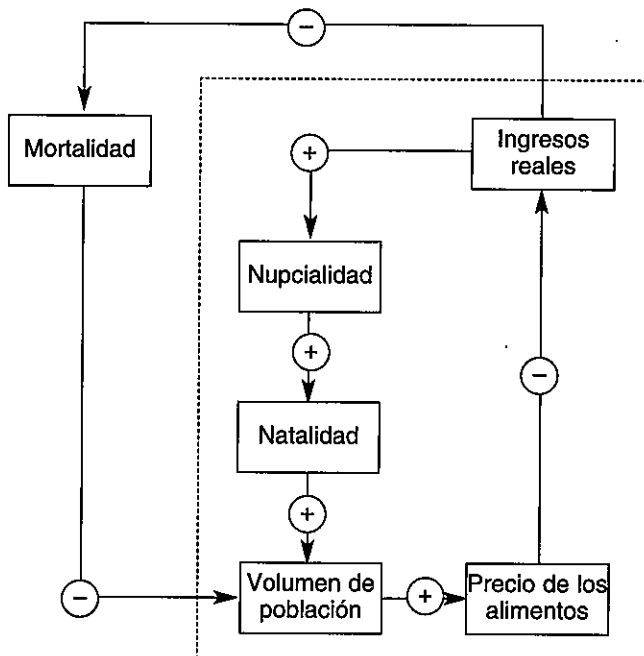 −
Mortalidad
Ingresos
reales
+
Nupcialidad
+
−
Natalidad
+
−
Volumen de
población
+
Precio de los
alimentos